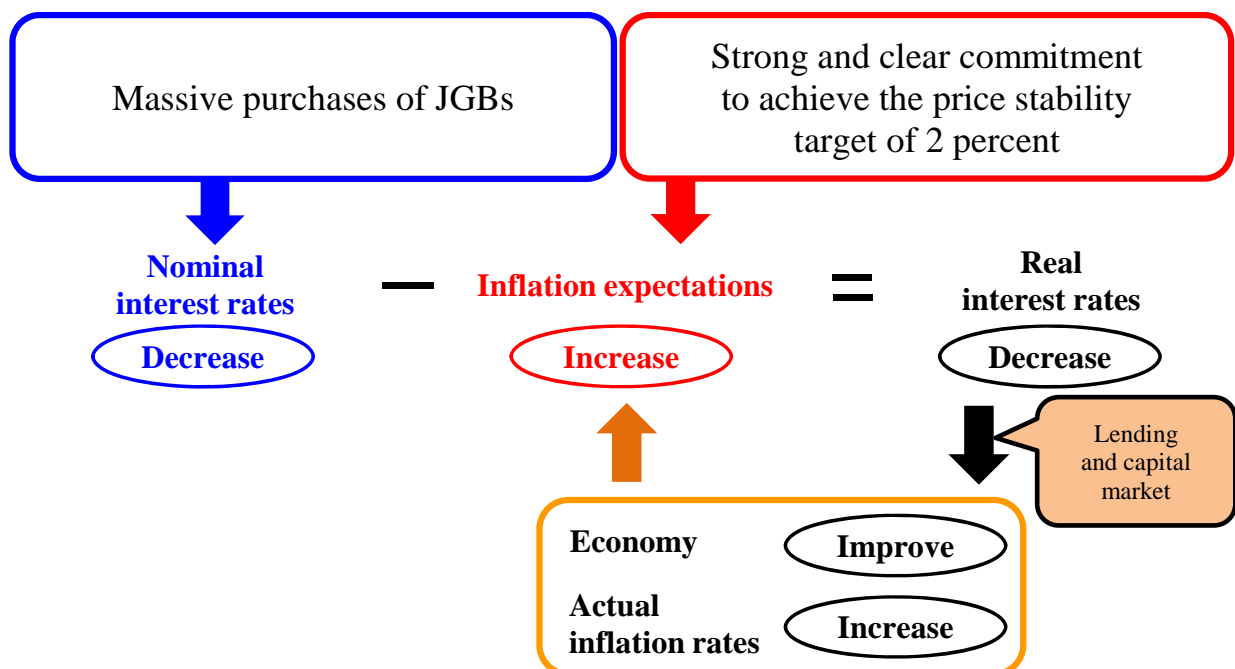 Massive purchases of JGBs
Strong and clear commitment
to achieve the price stability
target of 2 percent
Nominal
interest rates
Decrease
—
Inflation expectations
Increase
=
Real
interest rates
Decrease
Lending
and capital
market
Economy
Improve
Actual
inflation rates
Increase